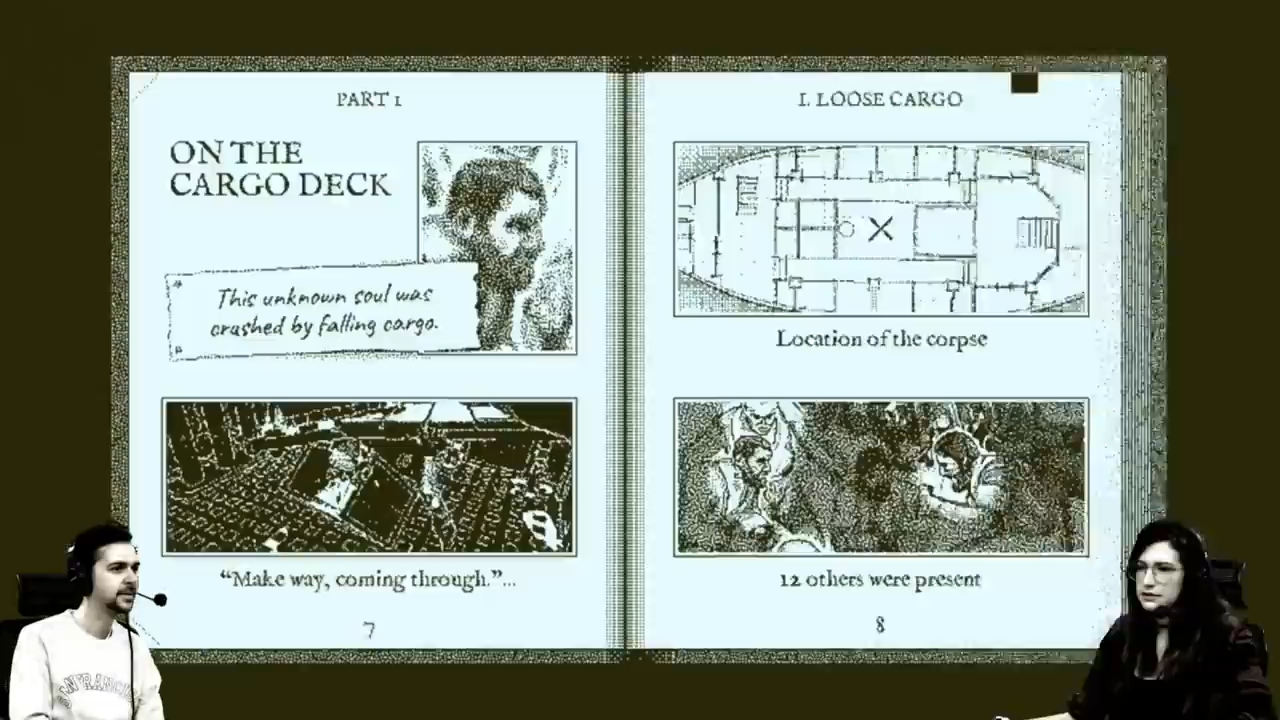 PART 1
ON THE
CARGO DECK
This unknown soul was
crushed by falling cargo.
"Make way, coming through."...
7
I. LOOSE CARGO
Location of the corpse
12 others were present
8